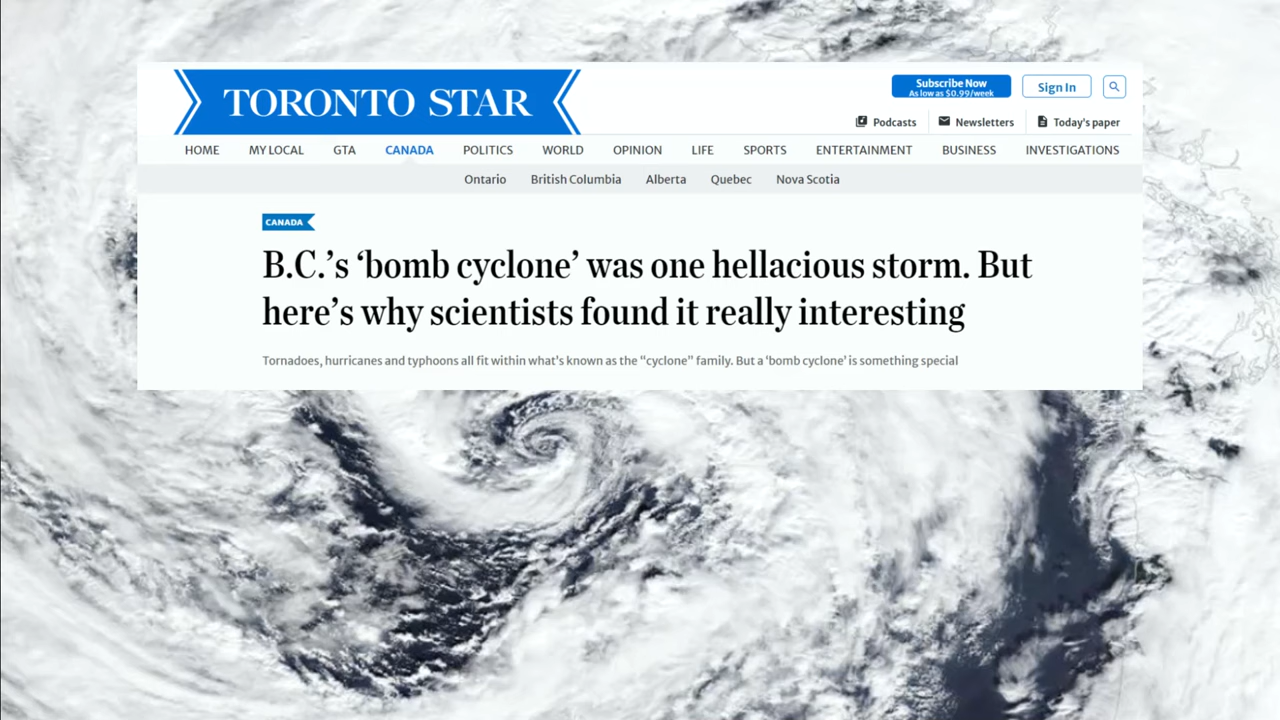 TORONTO STAR
Subscribe Now
As low as $0.99/week
Sign In
Podcasts
Newsletters
Today's paper
HOME MY LOCAL GTA CANADA POLITICS WORLD OPINION LIFE SPORTS ENTERTAINMENT BUSINESS INVESTIGATIONS
Ontario British Columbia Alberta Quebec Nova Scotia
CANADA
B.C.’s ‘bomb cyclone’ was one hellacious storm. But
here’s why scientists found it really interesting
Tornadoes, hurricanes and typhoons all fit within what’s known as the “cyclone” family. But a ‘bomb cyclone’ is something special